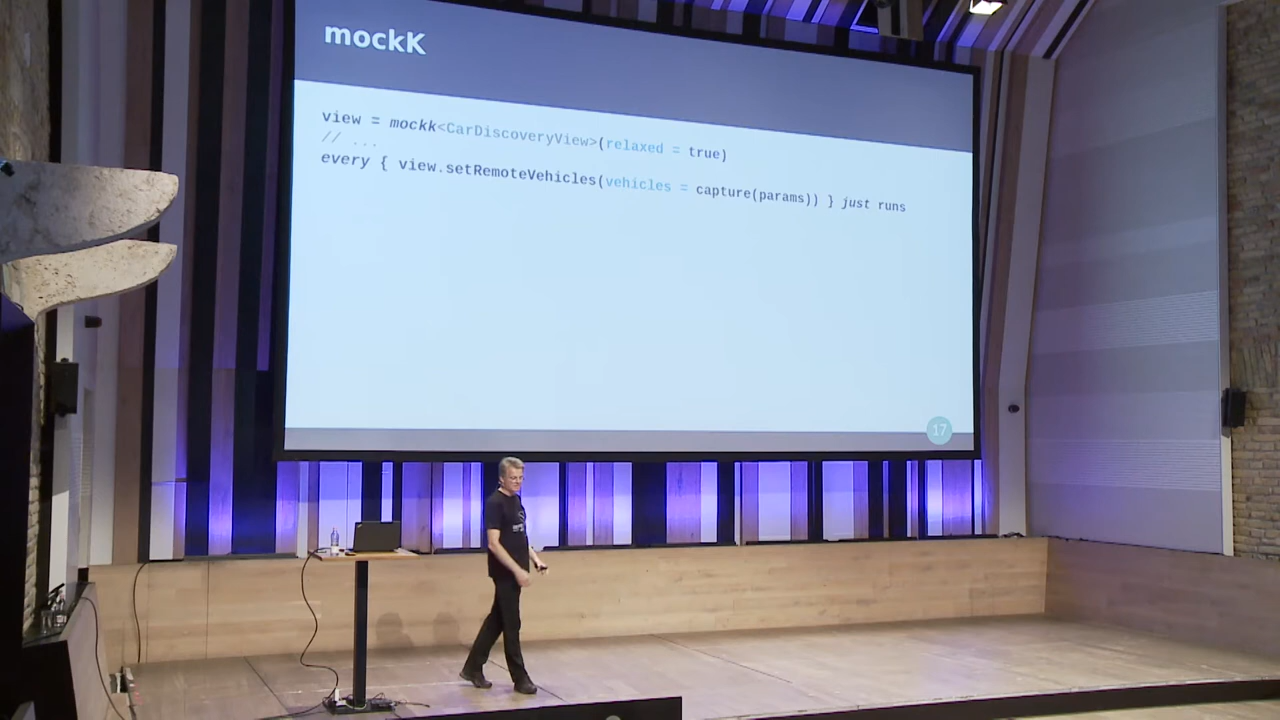 mockK
view = mockk<CarDiscoveryView>(relaxed = true)
// ...
every { view.setRemoteVehicles(vehicles = capture(params)) } just runs
17